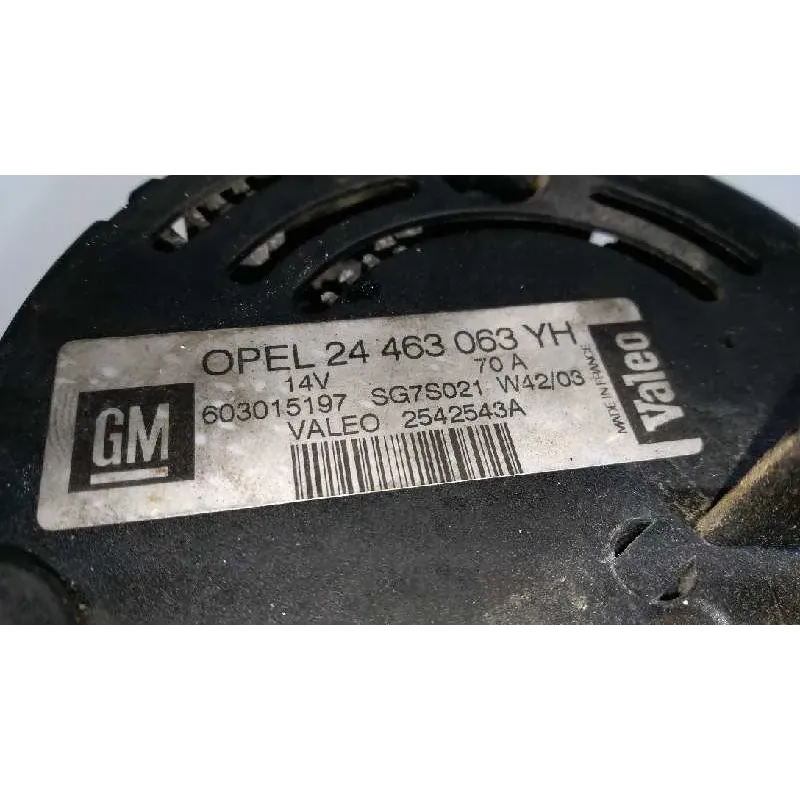 OPEL 24 463 063 YH
14V 70 A
603015197 SG7S021 W42/03
VALEO 2542543A
GM
MADE IN FRANCE
Valeo